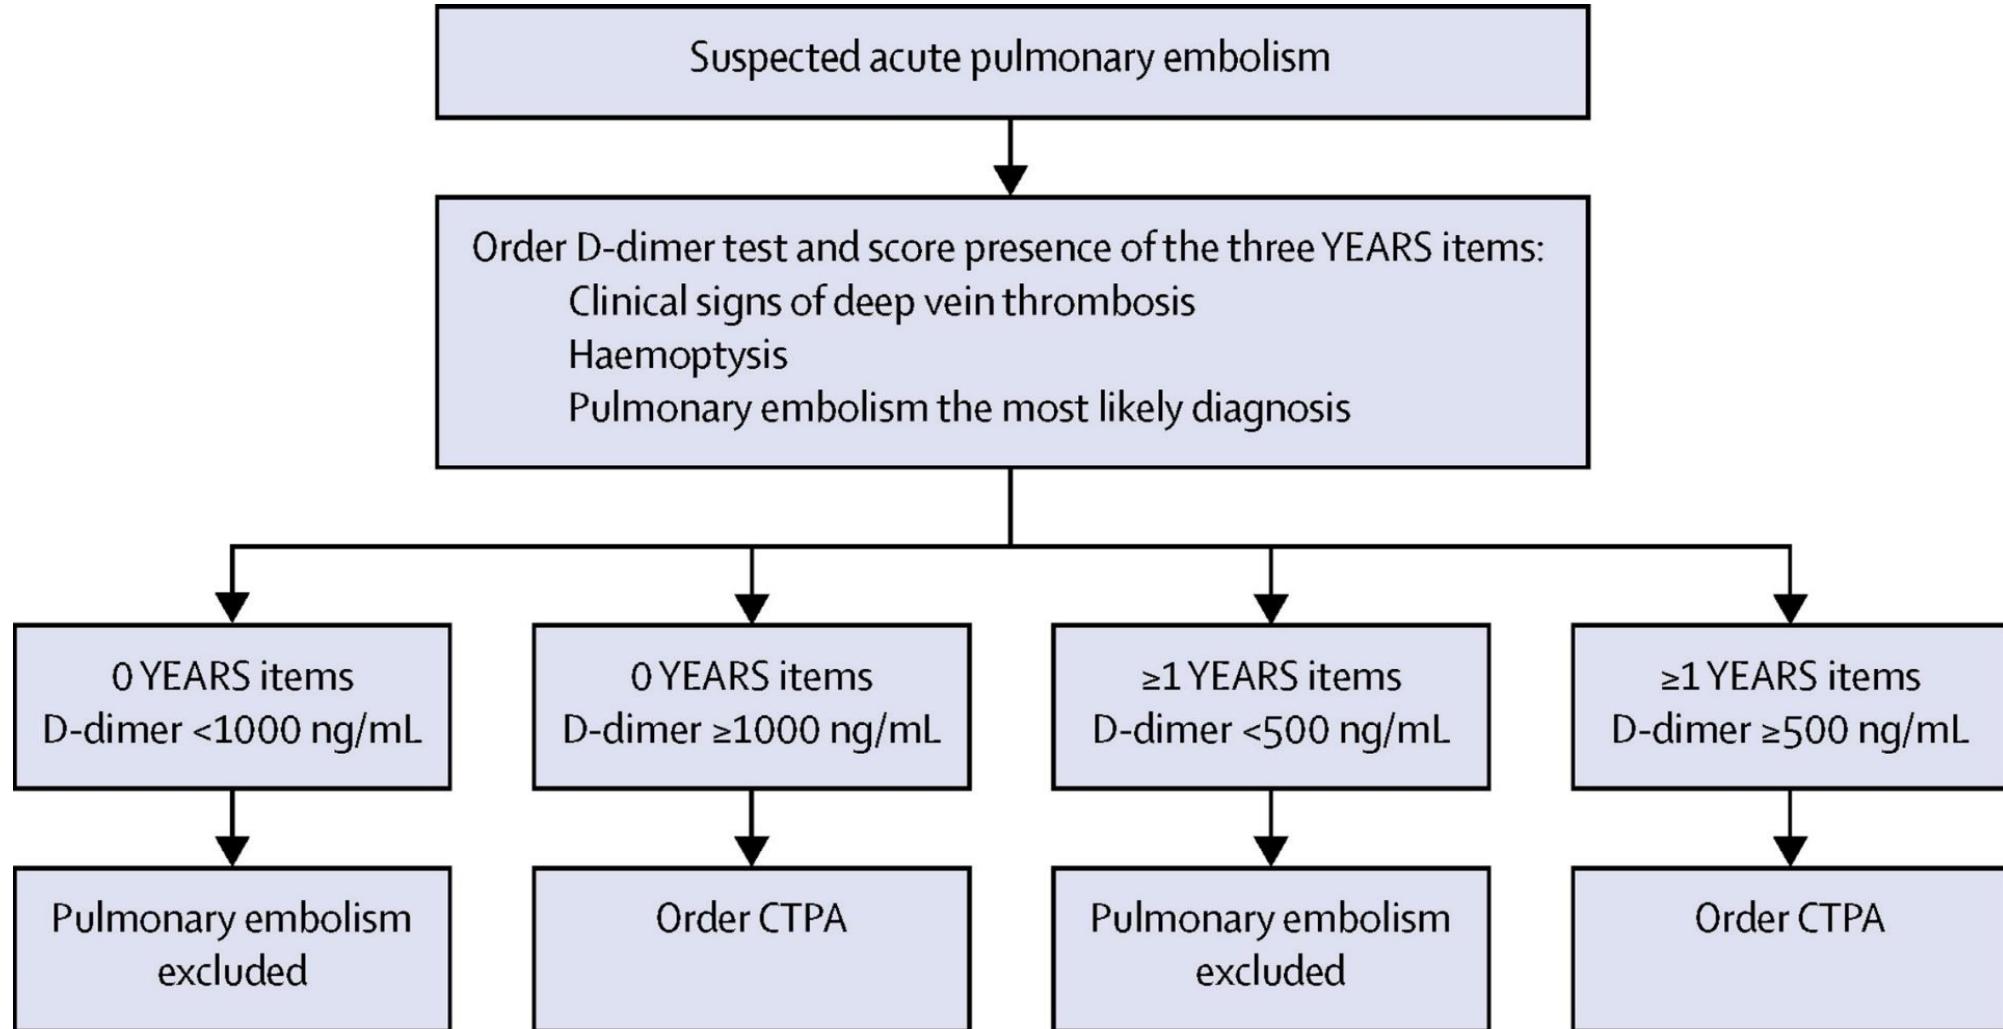 Suspected acute pulmonary embolism
Order D-dimer test and score presence of the three YEARS items:
Clinical signs of deep vein thrombosis
Haemoptysis
Pulmonary embolism the most likely diagnosis
0 YEARS items
D-dimer <1000 ng/mL
0 YEARS items
D-dimer ≥1000 ng/mL
≥1 YEARS items
D-dimer <500 ng/mL
≥1 YEARS items
D-dimer ≥500 ng/mL
Pulmonary embolism
excluded
Order CTPA
Pulmonary embolism
excluded
Order CTPA